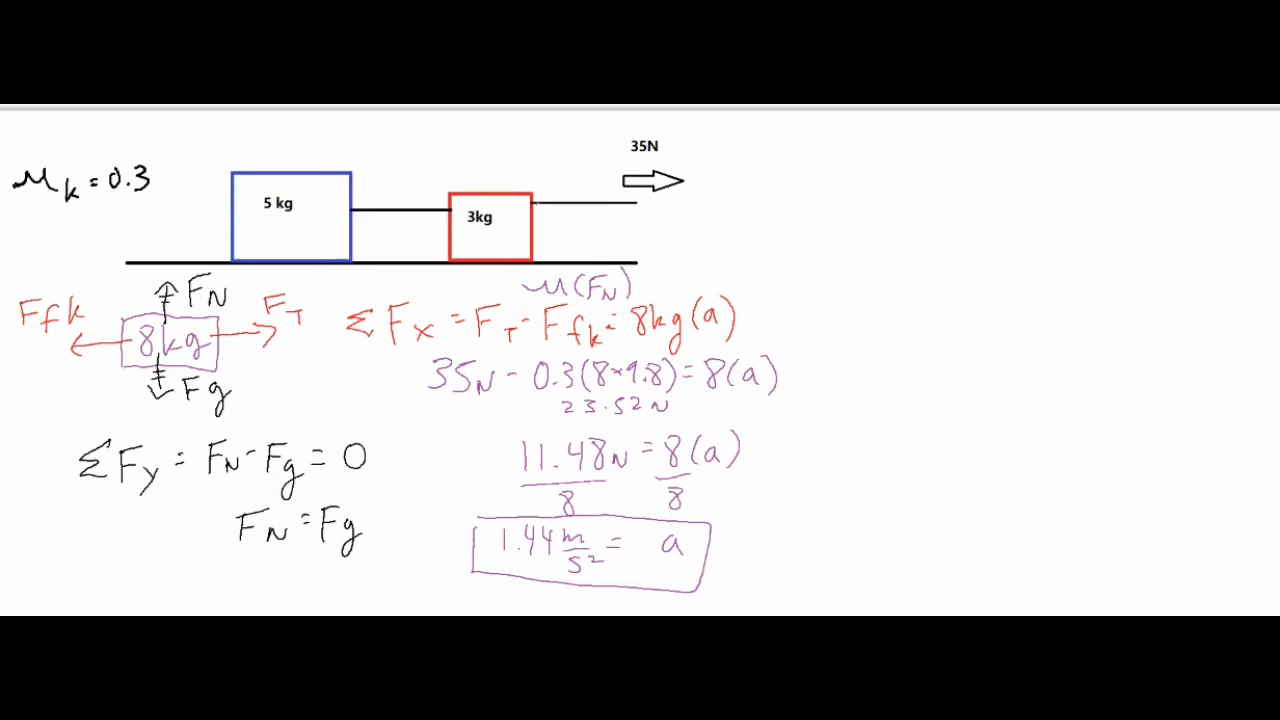 35N
μk = 0.3
5 kg
3kg
FN
μ(FN)
Ffk
FT
8kg
ΣFx = FT - Ffk = 8kg(a)
Fg
35N - 0.3(8*9.8) = 8(a)
23.52N
ΣFy = FN - Fg = 0
11.48N = 8(a)
8 8
FN = Fg
1.44 m/s² = a